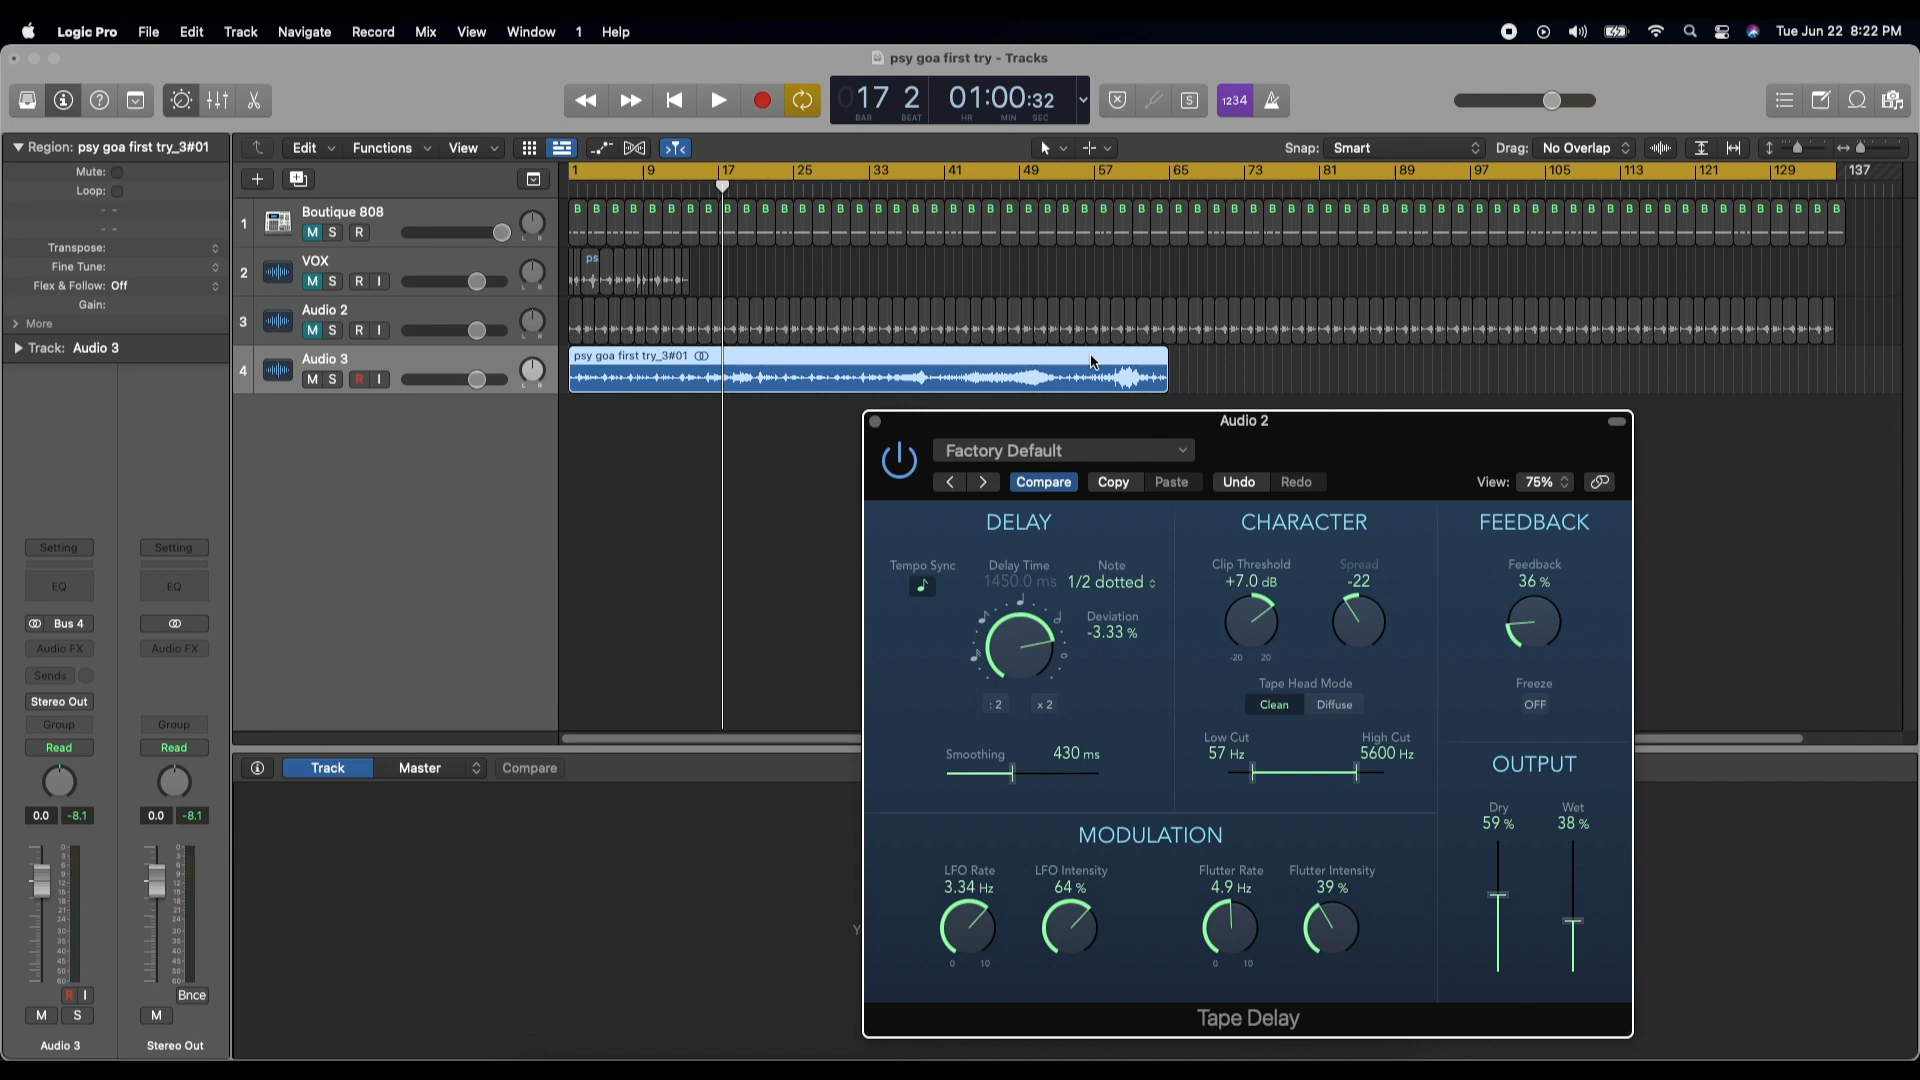 Logic Pro File Edit Track Navigate Record Mix View Window 1 Help Tue Jun 22 8:22 PM
psy goa first try - Tracks
17 2 01:00:32 1234
BAR BEAT HR MIN SEC
Region: psy goa first try_3#01 Edit Functions View Snap: Smart Drag: No Overlap
Mute:
Loop:
1 9 17 25 33 41 49 57 65 73 81 89 97 105 113 121 129 137
Transpose:
Fine Tune:
Flex & Follow: Off
Gain:
More
Track: Audio 3
1 Boutique 808
M S R
2 VOX
M S R I
ps
3 Audio 2
M S R I
4 Audio 3
M S R I
psy goa first try_3#01
Setting Setting
EQ EQ
Bus 4
Audio FX Audio FX
Sends
Stereo Out
Group Group
Read Read
0.0 -8.1 0.0 -8.1
R I Bnce
M S M
Audio 3 Stereo Out
Track Master Compare
Audio 2
Factory Default
Compare Copy Paste Undo Redo View: 75%
DELAY CHARACTER FEEDBACK
Tempo Sync Delay Time Note Clip Threshold Spread Feedback
1450.0 ms 1/2 dotted +7.0 dB -22 36 %
Deviation
-3.33 %
-20 20
Tape Head Mode Freeze
: 2 x 2 Clean Diffuse OFF
Smoothing 430 ms Low Cut High Cut
57 Hz 5600 Hz
OUTPUT
Dry Wet
59 % 38 %
MODULATION
LFO Rate LFO Intensity Flutter Rate Flutter Intensity
3.34 Hz 64 % 4.9 Hz 39 %
0 10 0 10
Tape Delay